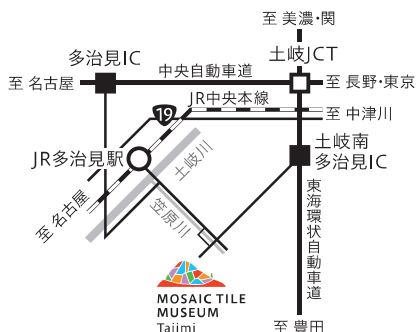 至 美濃・関
多治見IC
土岐JCT
至 名古屋
中央自動車道
至 長野・東京
19
JR中央本線
至 中津川
JR多治見駅
土岐川
土岐南
多治見IC
至 名古屋
笠原川
東海環状自動車道
MOSAIC TILE
MUSEUM
Tajimi
至 豊田